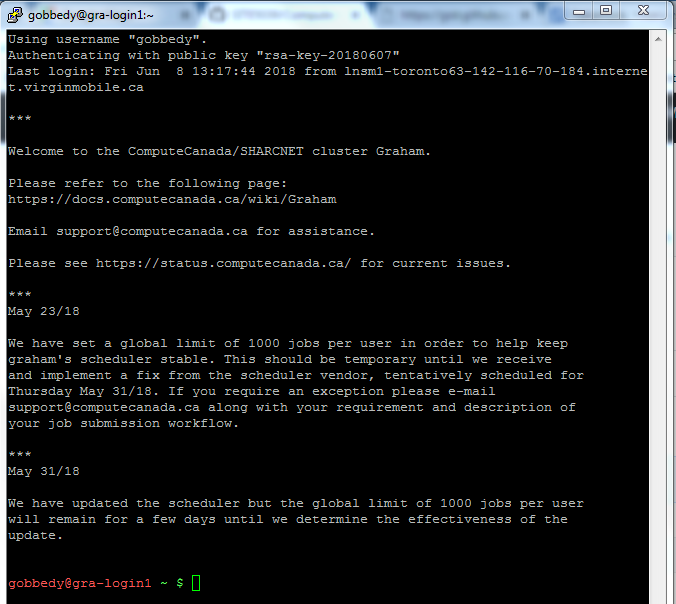 gobbedy@gra-login1:~
Using username "gobbedy".
Authenticating with public key "rsa-key-20180607"
Last login: Fri Jun  8 13:17:44 2018 from lnsm1-toronto63-142-116-70-184.interne
t.virginmobile.ca
***
Welcome to the ComputeCanada/SHARCNET cluster Graham.
Please refer to the following page:
https://docs.computecanada.ca/wiki/Graham
Email support@computecanada.ca for assistance.
Please see https://status.computecanada.ca/ for current issues.
***
May 23/18
We have set a global limit of 1000 jobs per user in order to help keep
graham's scheduler stable. This should be temporary until we receive
and implement a fix from the scheduler vendor, tentatively scheduled for
Thursday May 31/18. If you require an exception please e-mail
support@computecanada.ca along with your requirement and description of
your job submission workflow.
***
May 31/18
We have updated the scheduler but the global limit of 1000 jobs per user
will remain for a few days until we determine the effectiveness of the
update.
gobbedy@gra-login1 ~ $